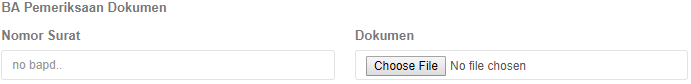 BA Pemeriksaan Dokumen
Nomor Surat
Dokumen
no bapd..
Choose File No file chosen